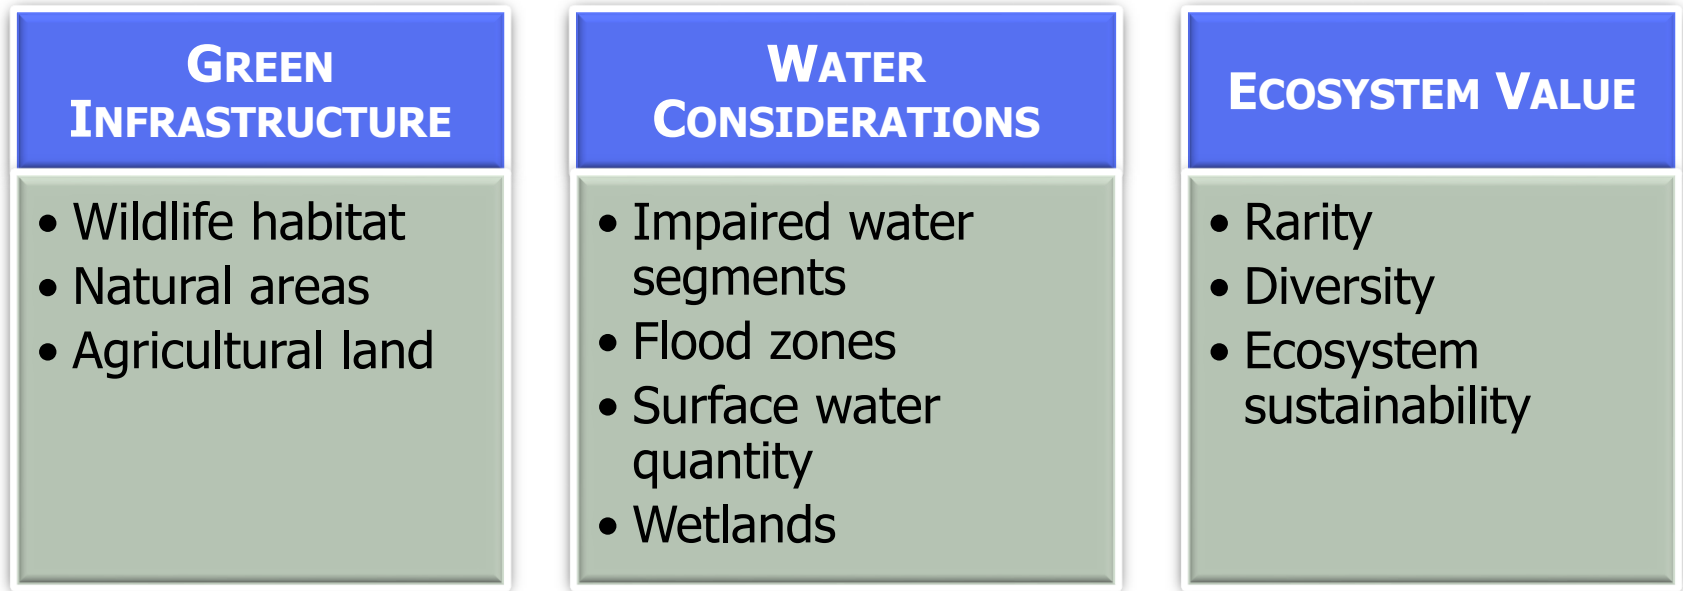 GREEN
INFRASTRUCTURE
• Wildlife habitat
• Natural areas
• Agricultural land
WATER
CONSIDERATIONS
• Impaired water
segments
• Flood zones
• Surface water
quantity
• Wetlands
ECOSYSTEM VALUE
• Rarity
• Diversity
• Ecosystem
sustainability